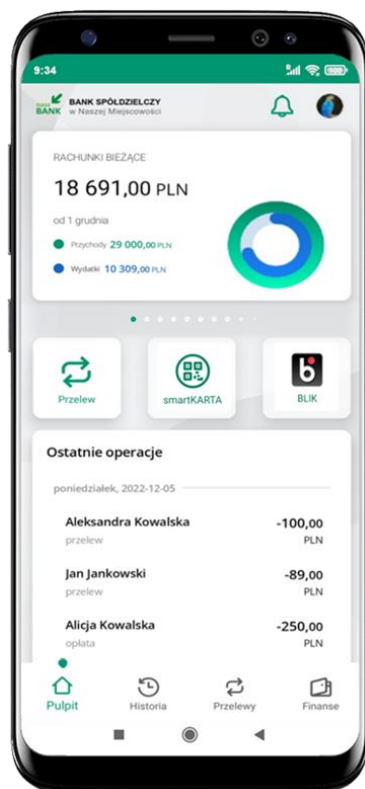 9:34
BANK SPÓŁDZIELCZY
w Naszej Miejscowości
BANK
RACHUNKI BIEŻĄCE
18 691,00 PLN
od 1 grudnia
Przychody 29 000,00 PLN
Wydatki 10 309,00 PLN
Przelew
smartKARTA
BLIK
Ostatnie operacje
poniedziałek, 2022-12-05
Aleksandra Kowalska -100,00
przelew PLN
Jan Jankowski -89,00
przelew PLN
Alicja Kowalska -250,00
opłata PLN
Pulpit
Historia
Przelewy
Finanse